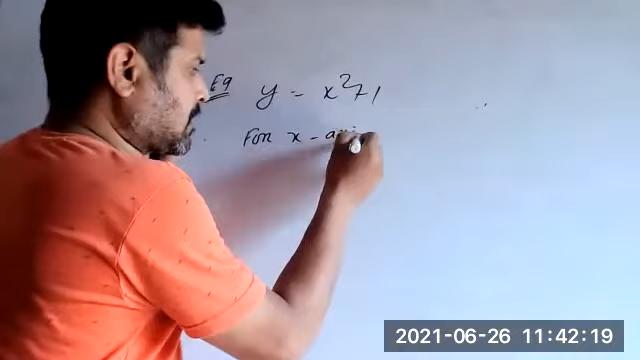 Eg y = x²+1
For x - axi
2021-06-26 11:42:19